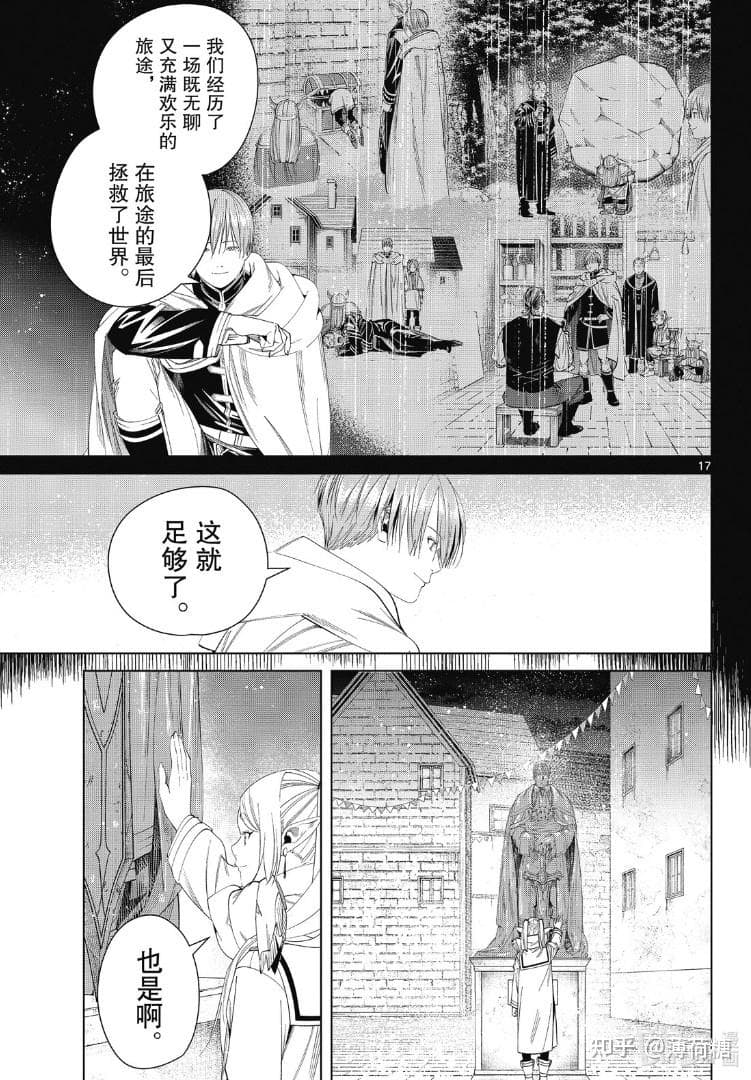 我们经历了
一场既无聊
又充满欢乐的
旅途，
在旅途的最后
拯救了世界。
17
这就
足够了。
也是啊。
知乎 @薄荷糖